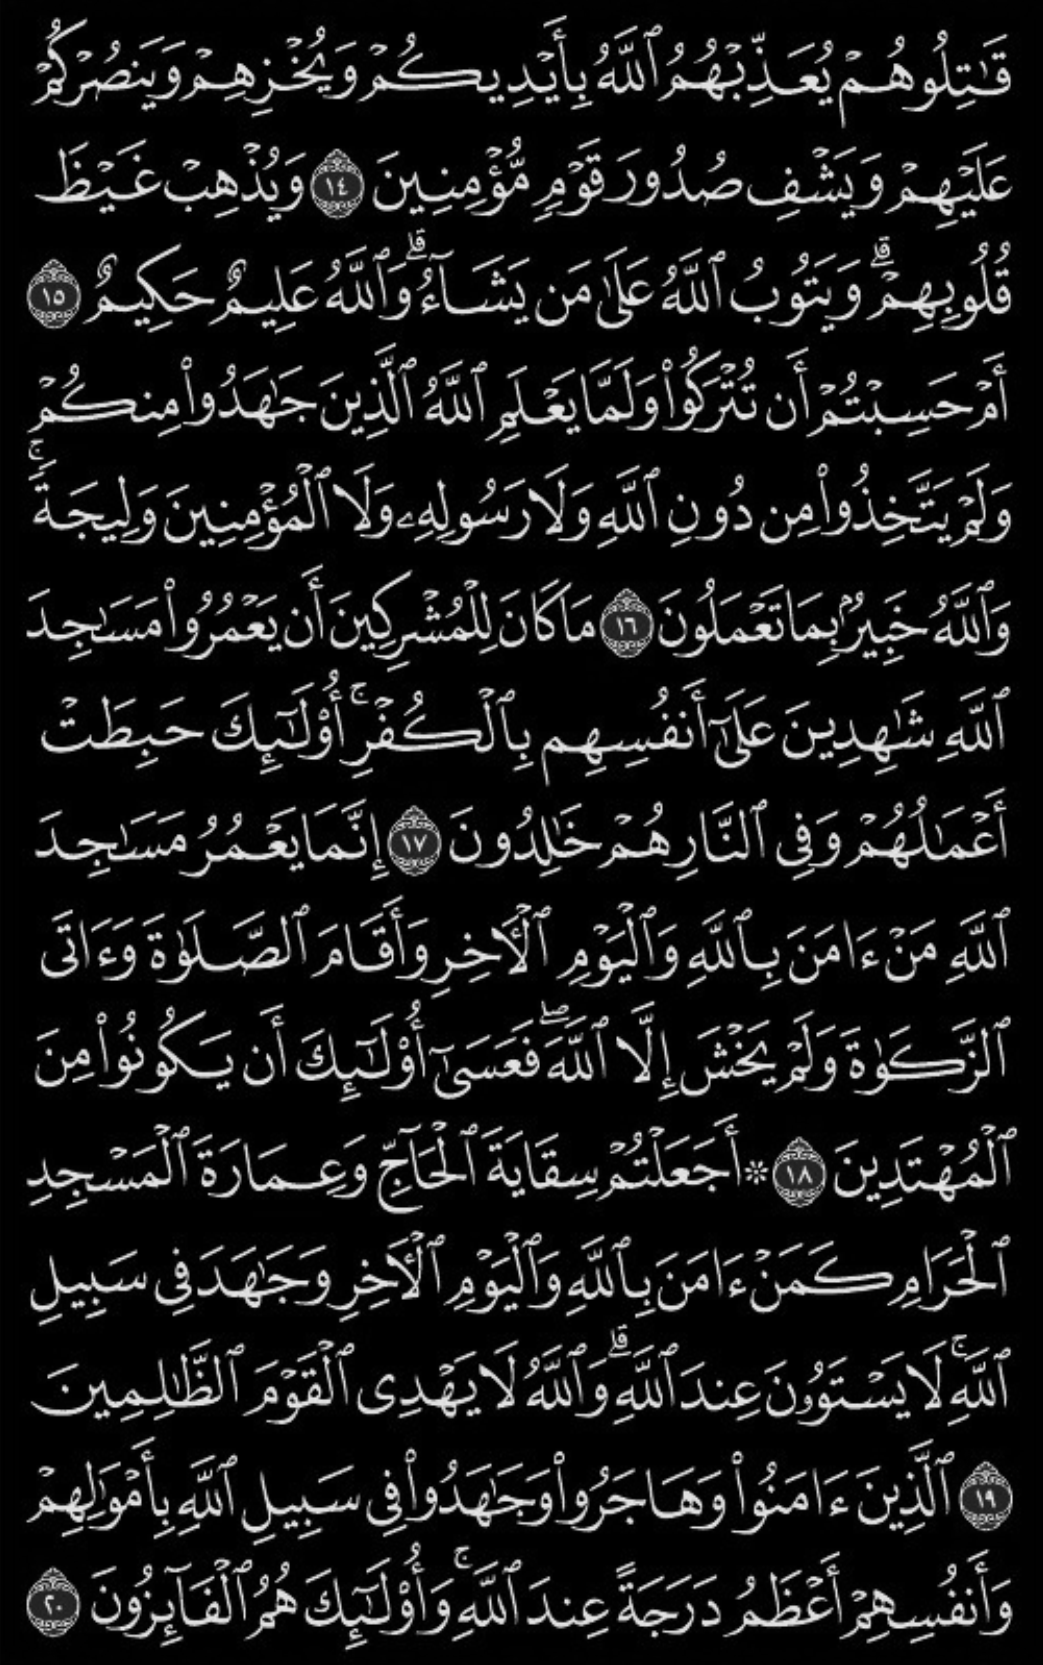 قَـٰتِلُوهُمْ يُعَذِّبْهُمُ ٱللَّهُ بِأَيْدِيكُمْ وَيُخْزِهِمْ وَيَنصُرْكُمْ
عَلَيْهِمْ وَيَشْفِ صُدُورَ قَوْمٍ مُّؤْمِنِينَ ١٤ وَيُذْهِبْ غَيْظَ
قُلُوبِهِمْ ۗ وَيَتُوبُ ٱللَّهُ عَلَىٰ مَن يَشَآءُ ۗ وَٱللَّهُ عَلِيمٌ حَكِيمٌ ١٥
أَمْ حَسِبْتُمْ أَن تُتْرَكُوا۟ وَلَمَّا يَعْلَمِ ٱللَّهُ ٱلَّذِينَ جَـٰهَدُوا۟ مِنكُمْ
وَلَمْ يَتَّخِذُوا۟ مِن دُونِ ٱللَّهِ وَلَا رَسُولِهِۦ وَلَا ٱلْمُؤْمِنِينَ وَلِيجَةً ۚ
وَٱللَّهُ خَبِيرٌۢ بِمَا تَعْمَلُونَ ١٦ مَا كَانَ لِلْمُشْرِكِينَ أَن يَعْمُرُوا۟ مَسَـٰجِدَ
ٱللَّهِ شَـٰهِدِينَ عَلَىٰٓ أَنفُسِهِم بِٱلْكُفْرِ ۚ أُو۟لَـٰٓئِكَ حَبِطَتْ
أَعْمَـٰلُهُمْ وَفِى ٱلنَّارِ هُمْ خَـٰلِدُونَ ١٧ إِنَّمَا يَعْمُرُ مَسَـٰجِدَ
ٱللَّهِ مَنْ ءَامَنَ بِٱللَّهِ وَٱلْيَوْمِ ٱلْـَٔاخِرِ وَأَقَامَ ٱلصَّلَوٰةَ وَءَاتَى
ٱلزَّكَوٰةَ وَلَمْ يَخْشَ إِلَّا ٱللَّهَ ۖ فَعَسَىٰٓ أُو۟لَـٰٓئِكَ أَن يَكُونُوا۟ مِنَ
ٱلْمُهْتَدِينَ ١٨ ۞ أَجَعَلْتُمْ سِقَايَةَ ٱلْحَآجِّ وَعِمَارَةَ ٱلْمَسْجِدِ
ٱلْحَرَامِ كَمَنْ ءَامَنَ بِٱللَّهِ وَٱلْيَوْمِ ٱلْـَٔاخِرِ وَجَـٰهَدَ فِى سَبِيلِ
ٱللَّهِ ۚ لَا يَسْتَوُۥنَ عِندَ ٱللَّهِ ۗ وَٱللَّهُ لَا يَهْدِى ٱلْقَوْمَ ٱلظَّـٰلِمِينَ
١٩ ٱلَّذِينَ ءَامَنُوا۟ وَهَاجَرُوا۟ وَجَـٰهَدُوا۟ فِى سَبِيلِ ٱللَّهِ بِأَمْوَٰلِهِمْ
وَأَنفُسِهِمْ أَعْظَمُ دَرَجَةً عِندَ ٱللَّهِ ۚ وَأُو۟لَـٰٓئِكَ هُمُ ٱلْفَآئِزُونَ ٢٠